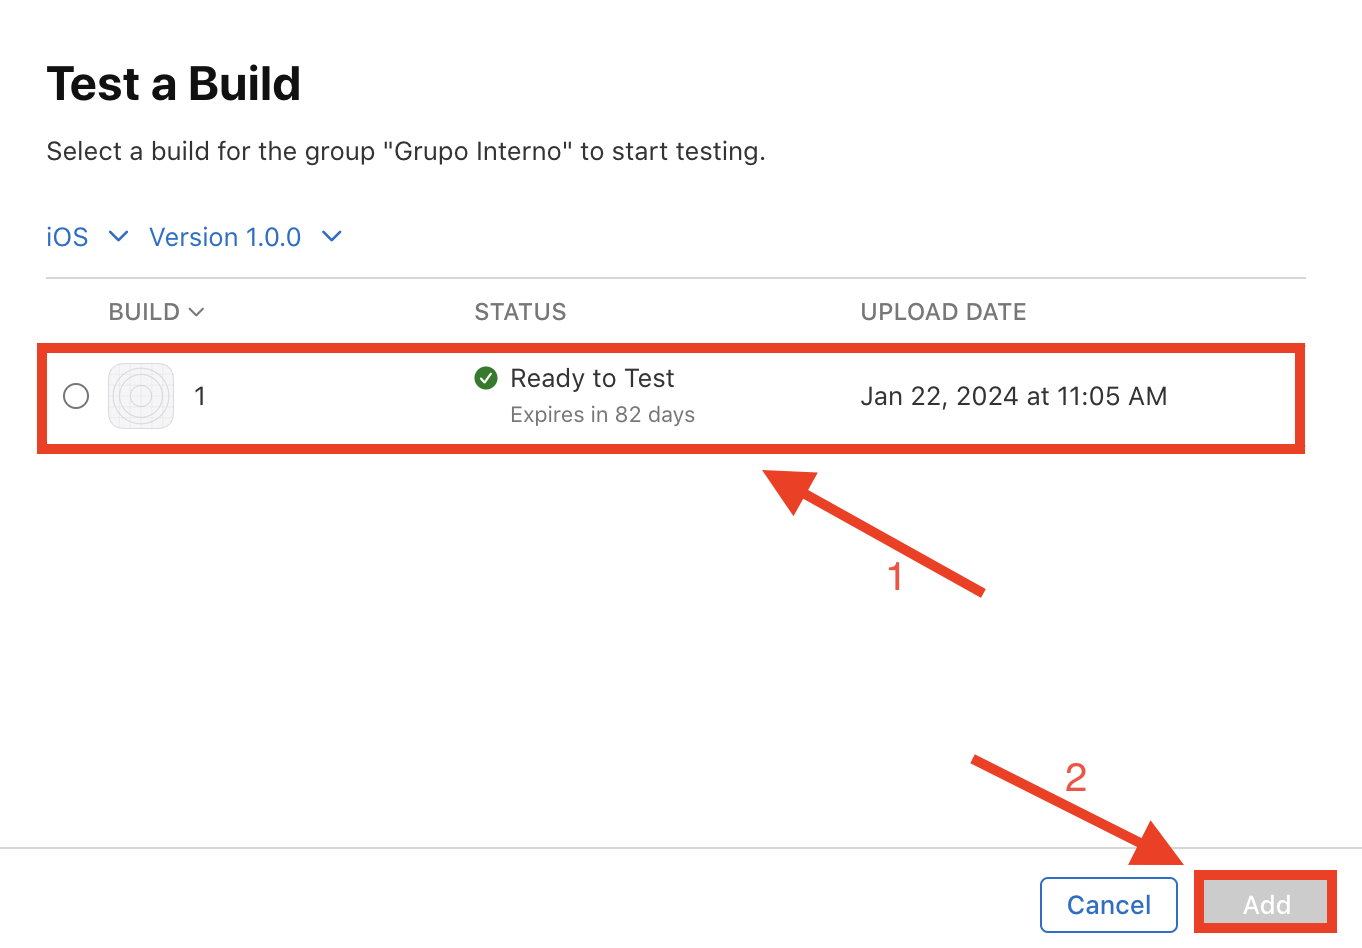 Test a Build
Select a build for the group "Grupo Interno" to start testing.
iOS Version 1.0.0
BUILD STATUS UPLOAD DATE
1 Ready to Test Jan 22, 2024 at 11:05 AM
Expires in 82 days
1
2
Cancel Add